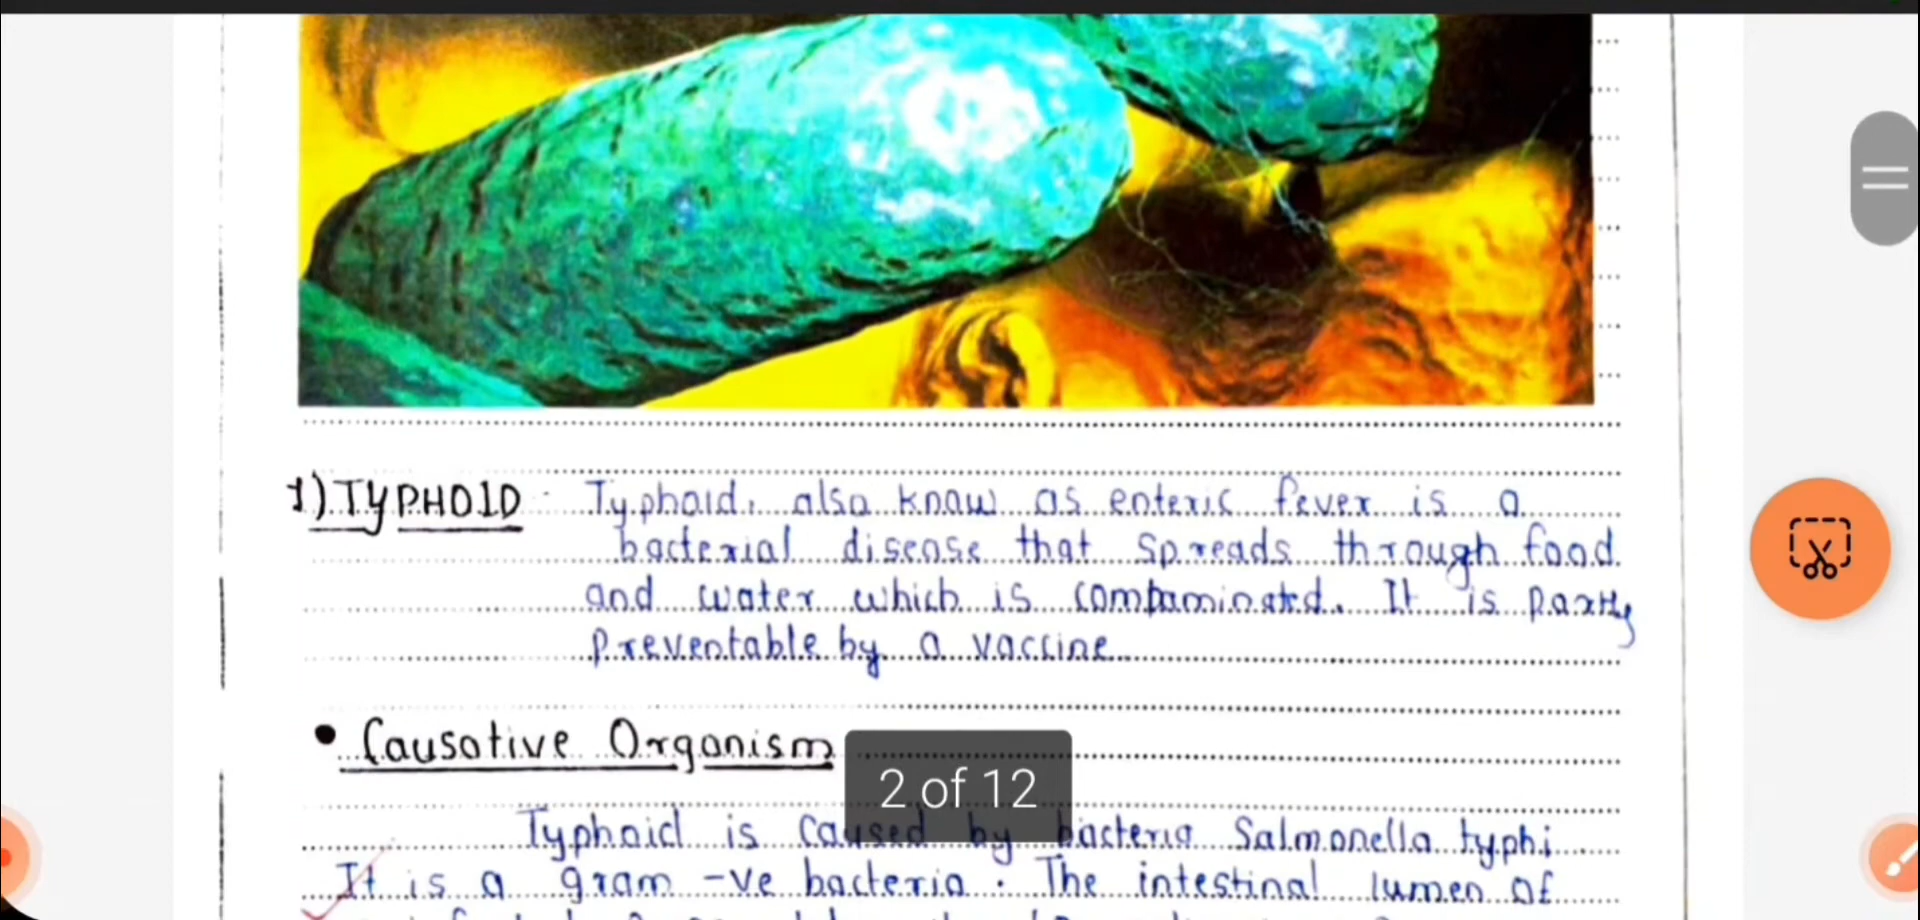 1) TYPHOID Typhoid, also know as enteric fever is a
bacterial disease that spreads through food
and water which is contaminated. It is partly
preventable by a vaccine
• Causative Organism
2 of 12
Typhoid is caused by bacteria Salmonella typhi
It is a gram -ve bacteria. The intestinal lumen of